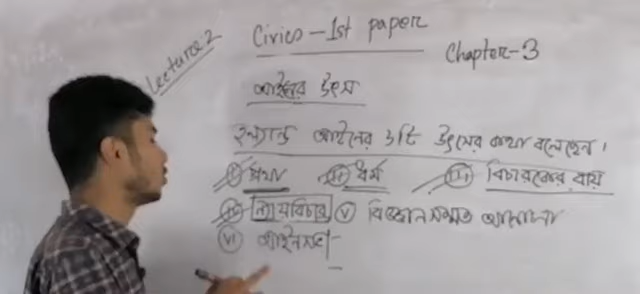 Lecture 2
Civics - 1st paper
Chapter-3
আইনের উৎস
হল্যান্ড আইনের ৬টি উৎসের কথা বলেছেন।
(i) প্রথা (ii) ধর্ম (iii) বিচারকের রায়
(iv) ন্যায়বিচার (v) বিজ্ঞানসম্মত আলোচনা
(vi) আইনসভা